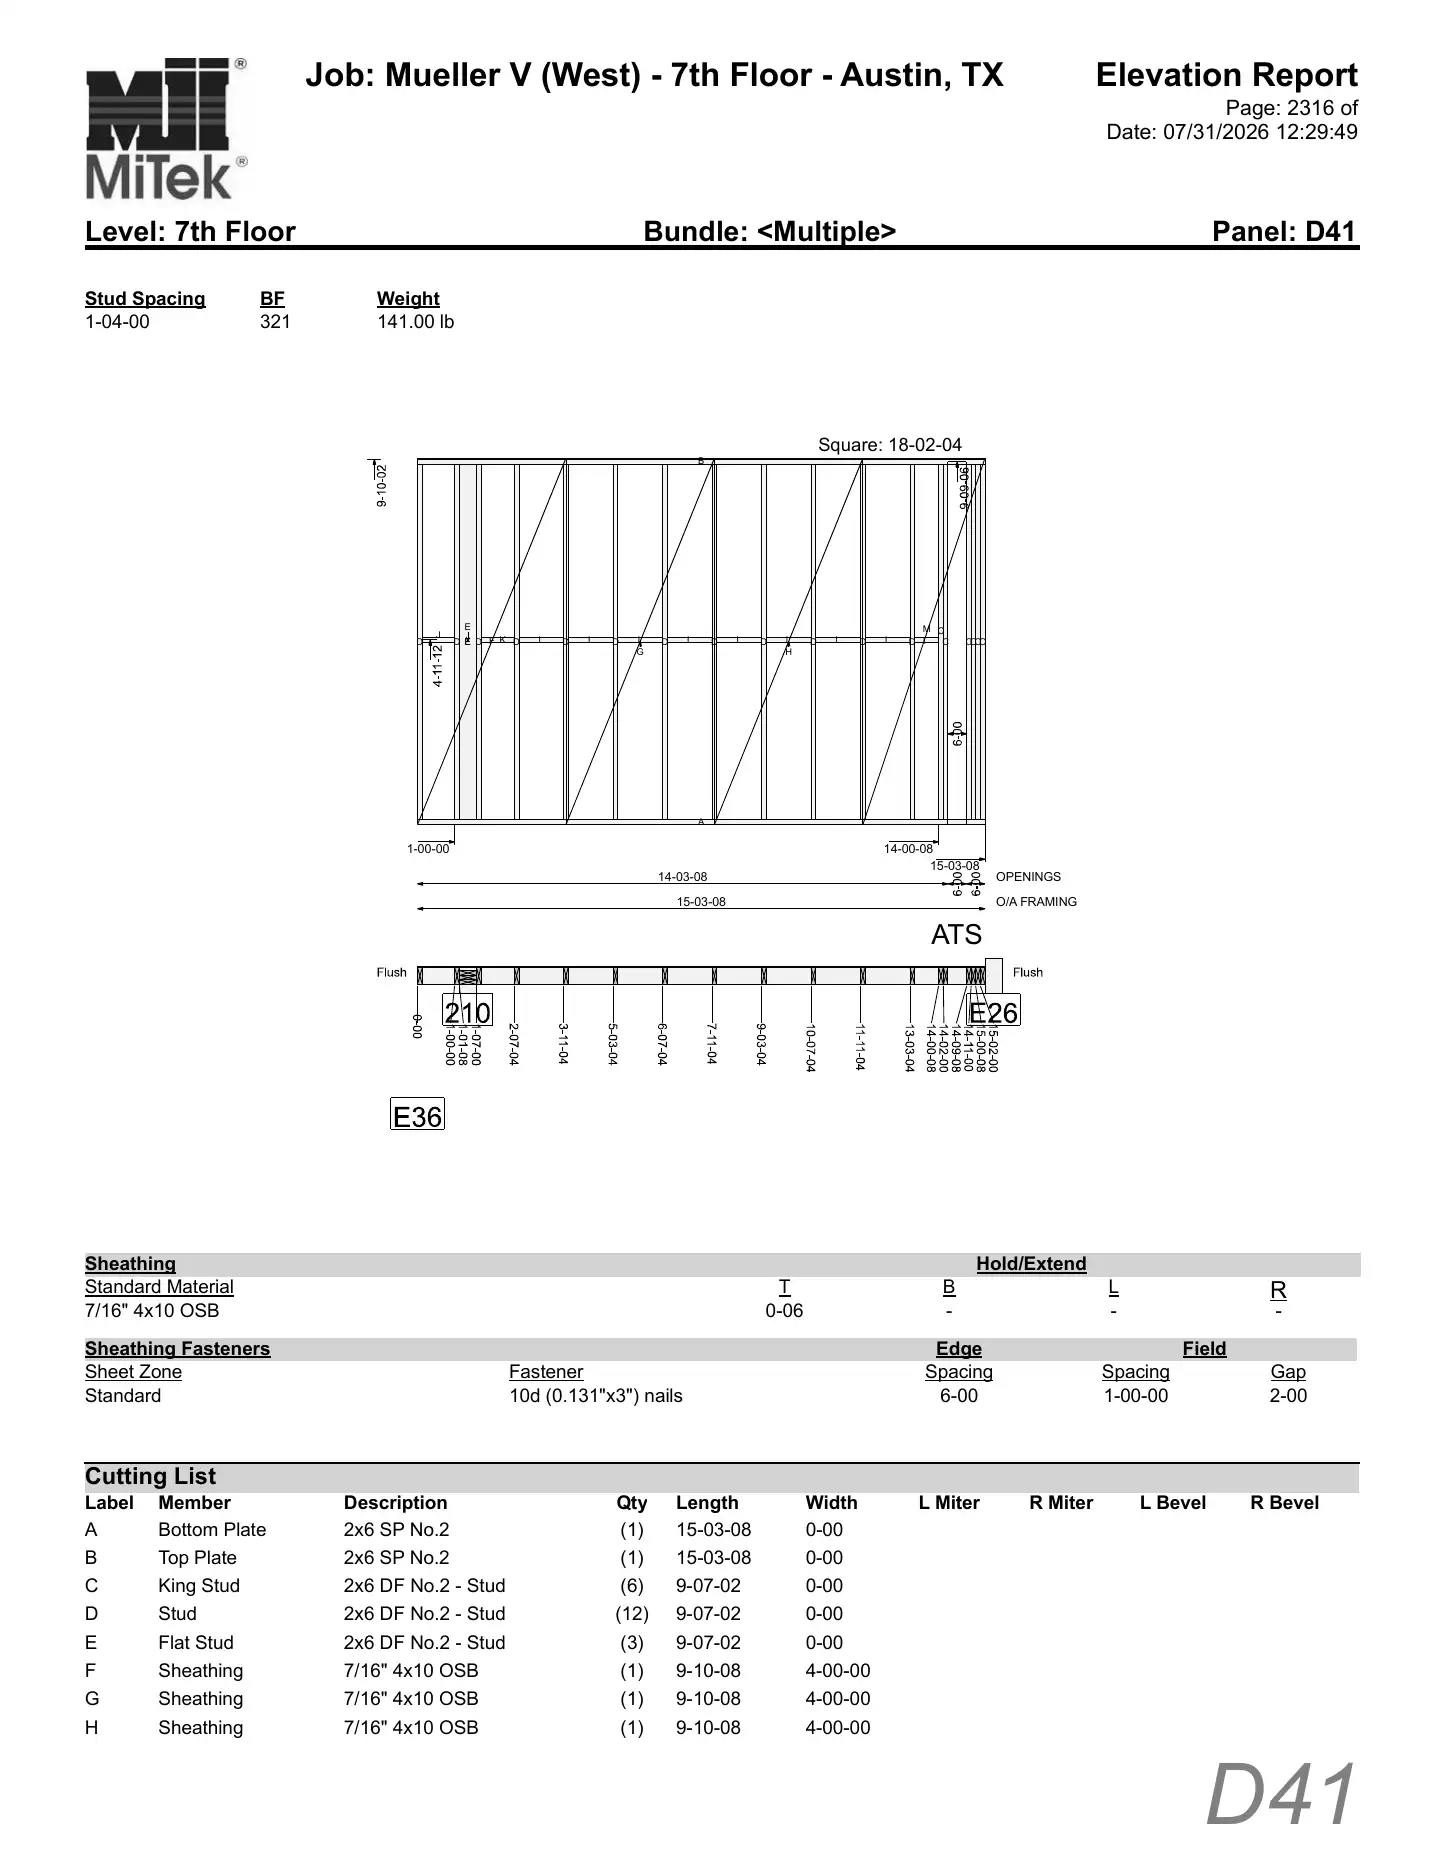 Job: Mueller V (West) - 7th Floor - Austin, TX
Elevation Report
Page: 2316 of
Date: 07/31/2026 12:29:49
MiTek®
Level: 7th Floor Bundle: <Multiple> Panel: D41
Stud Spacing BF Weight
1-04-00 321 141.00 lb
Square: 18-02-04
B
9-10-02
9-09-06
E
M
C
L
E
K
I
G
H
4-11-12
6-00
A
1-00-00
14-00-08
15-03-08
14-03-08
6-00
6-00
OPENINGS
15-03-08
O/A FRAMING
ATS
Flush
Flush
210
E26
0-00
1-00-00
1-01-08
1-07-00
2-07-04
3-11-04
5-03-04
6-07-04
7-11-04
9-03-04
10-07-04
11-11-04
13-03-04
14-00-08
14-02-00
14-09-08
14-11-00
15-00-08
15-02-00
E36
Sheathing Hold/Extend
Standard Material T B L R
7/16" 4x10 OSB 0-06 - - -
Sheathing Fasteners Edge Field
Sheet Zone Fastener Spacing Spacing Gap
Standard 10d (0.131"x3") nails 6-00 1-00-00 2-00
Cutting List
Label Member Description Qty Length Width L Miter R Miter L Bevel R Bevel
A Bottom Plate 2x6 SP No.2 (1) 15-03-08 0-00
B Top Plate 2x6 SP No.2 (1) 15-03-08 0-00
C King Stud 2x6 DF No.2 - Stud (6) 9-07-02 0-00
D Stud 2x6 DF No.2 - Stud (12) 9-07-02 0-00
E Flat Stud 2x6 DF No.2 - Stud (3) 9-07-02 0-00
F Sheathing 7/16" 4x10 OSB (1) 9-10-08 4-00-00
G Sheathing 7/16" 4x10 OSB (1) 9-10-08 4-00-00
H Sheathing 7/16" 4x10 OSB (1) 9-10-08 4-00-00
D41